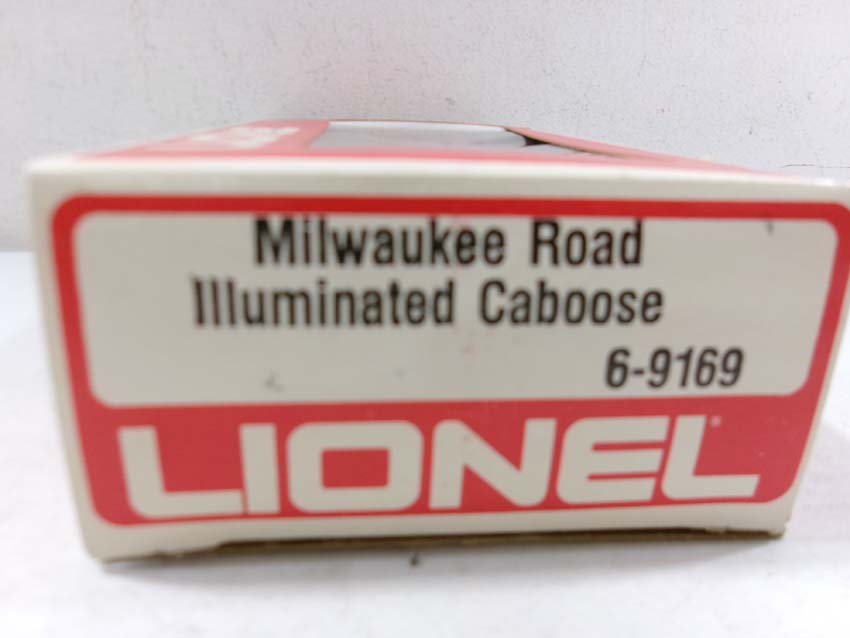 Milwaukee Road
Illuminated Caboose
6-9169
LIONEL